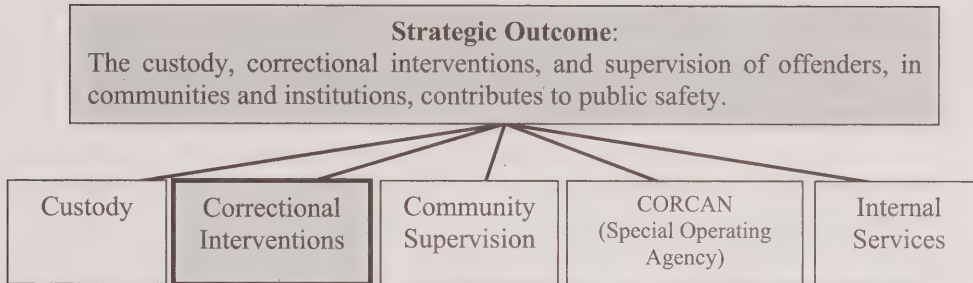 Strategic Outcome:
The custody, correctional interventions, and supervision of offenders, in
communities and institutions, contributes to public safety.
Custody
Correctional
Interventions
Community
Supervision
CORCAN
(Special Operating
Agency)
Internal
Services